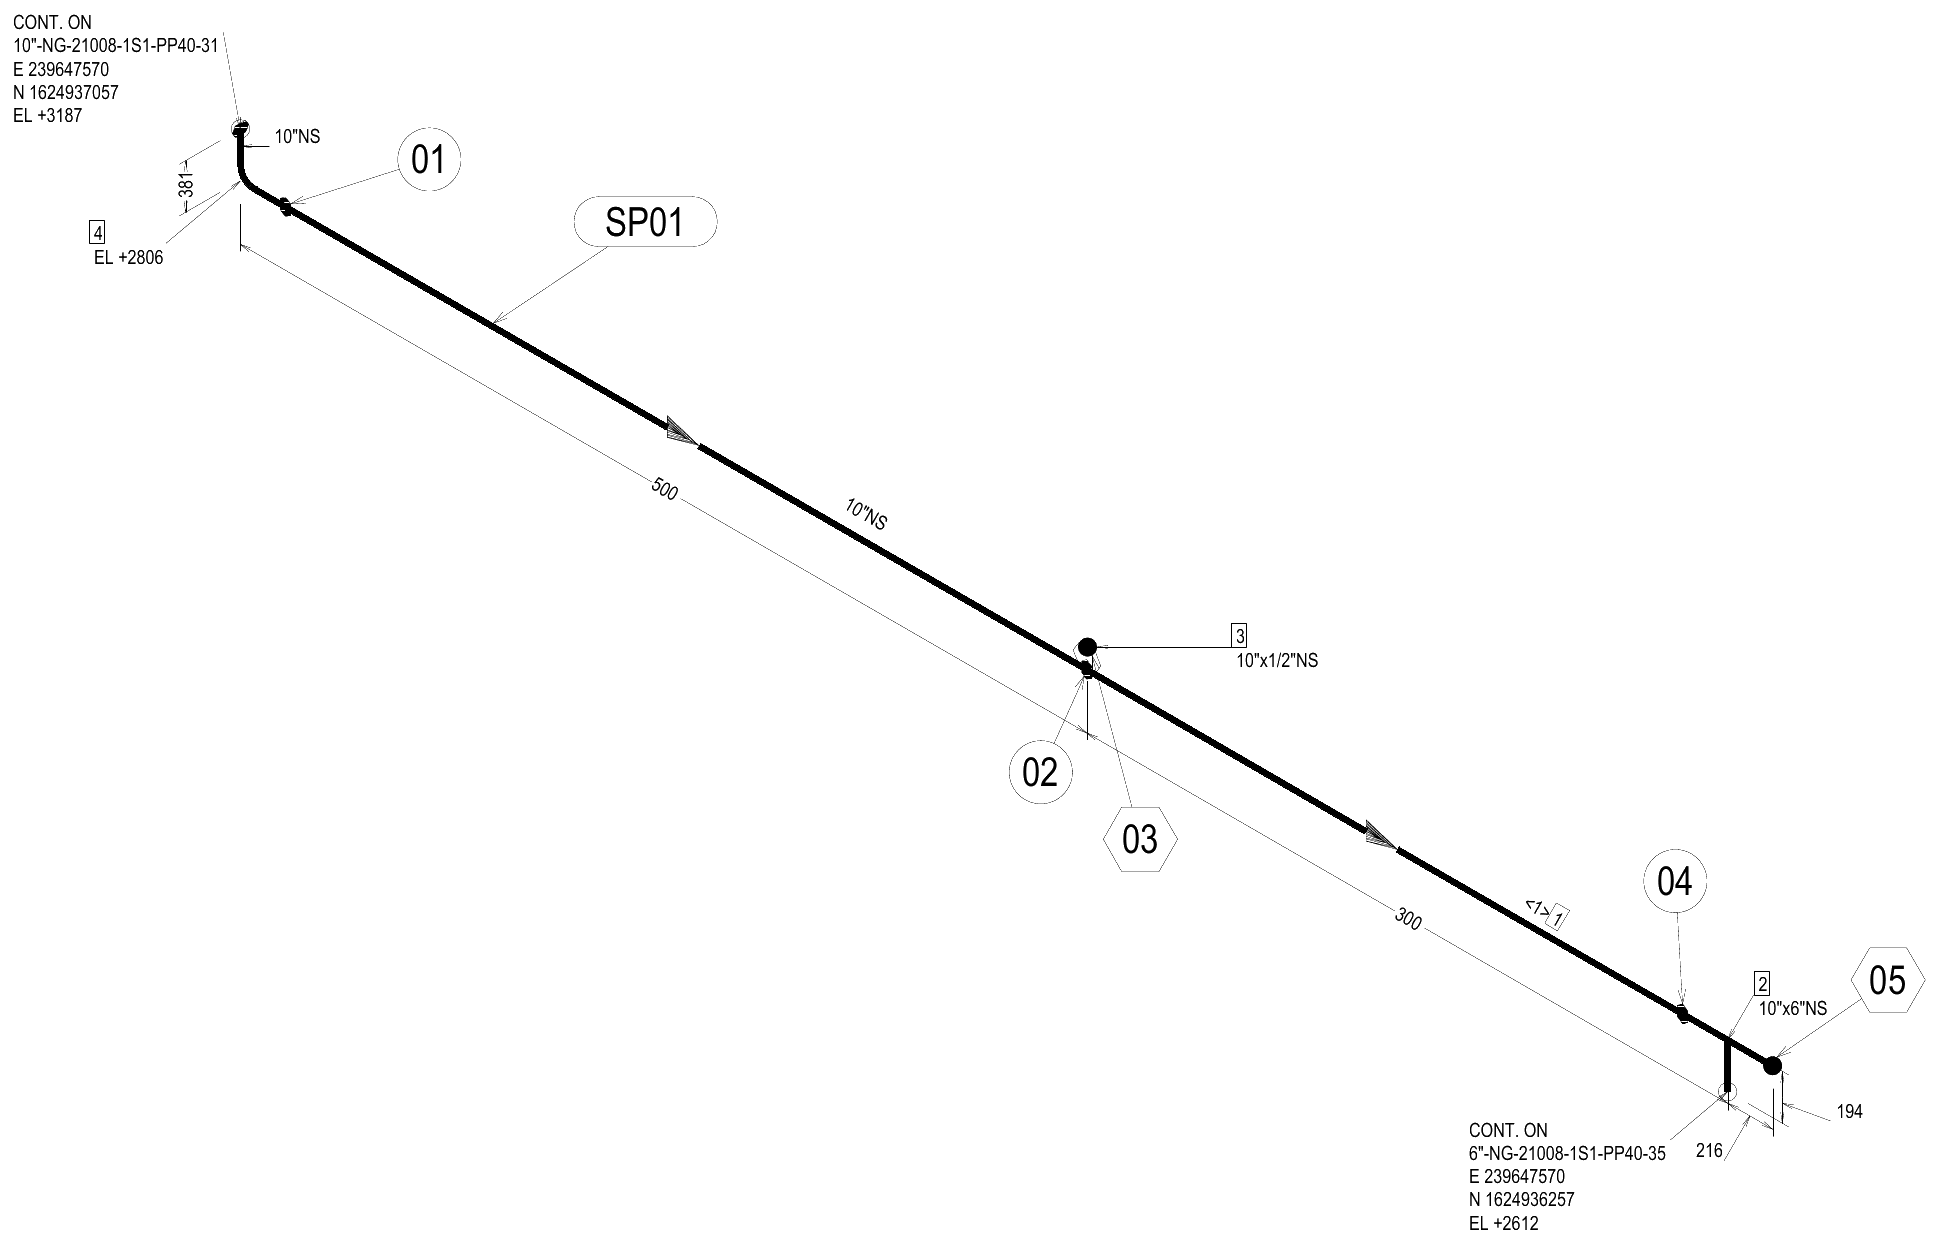 CONT. ON
10"-NG-21008-1S1-PP40-31
E 239647570
N 1624937057
EL +3187
10"NS
01
381
SP01
4
EL +2806
500
10"NS
3
10"x1/2"NS
02
03
04
<1> 1
300
05
2
10"x6"NS
194
216
CONT. ON
6"-NG-21008-1S1-PP40-35
E 239647570
N 1624936257
EL +2612